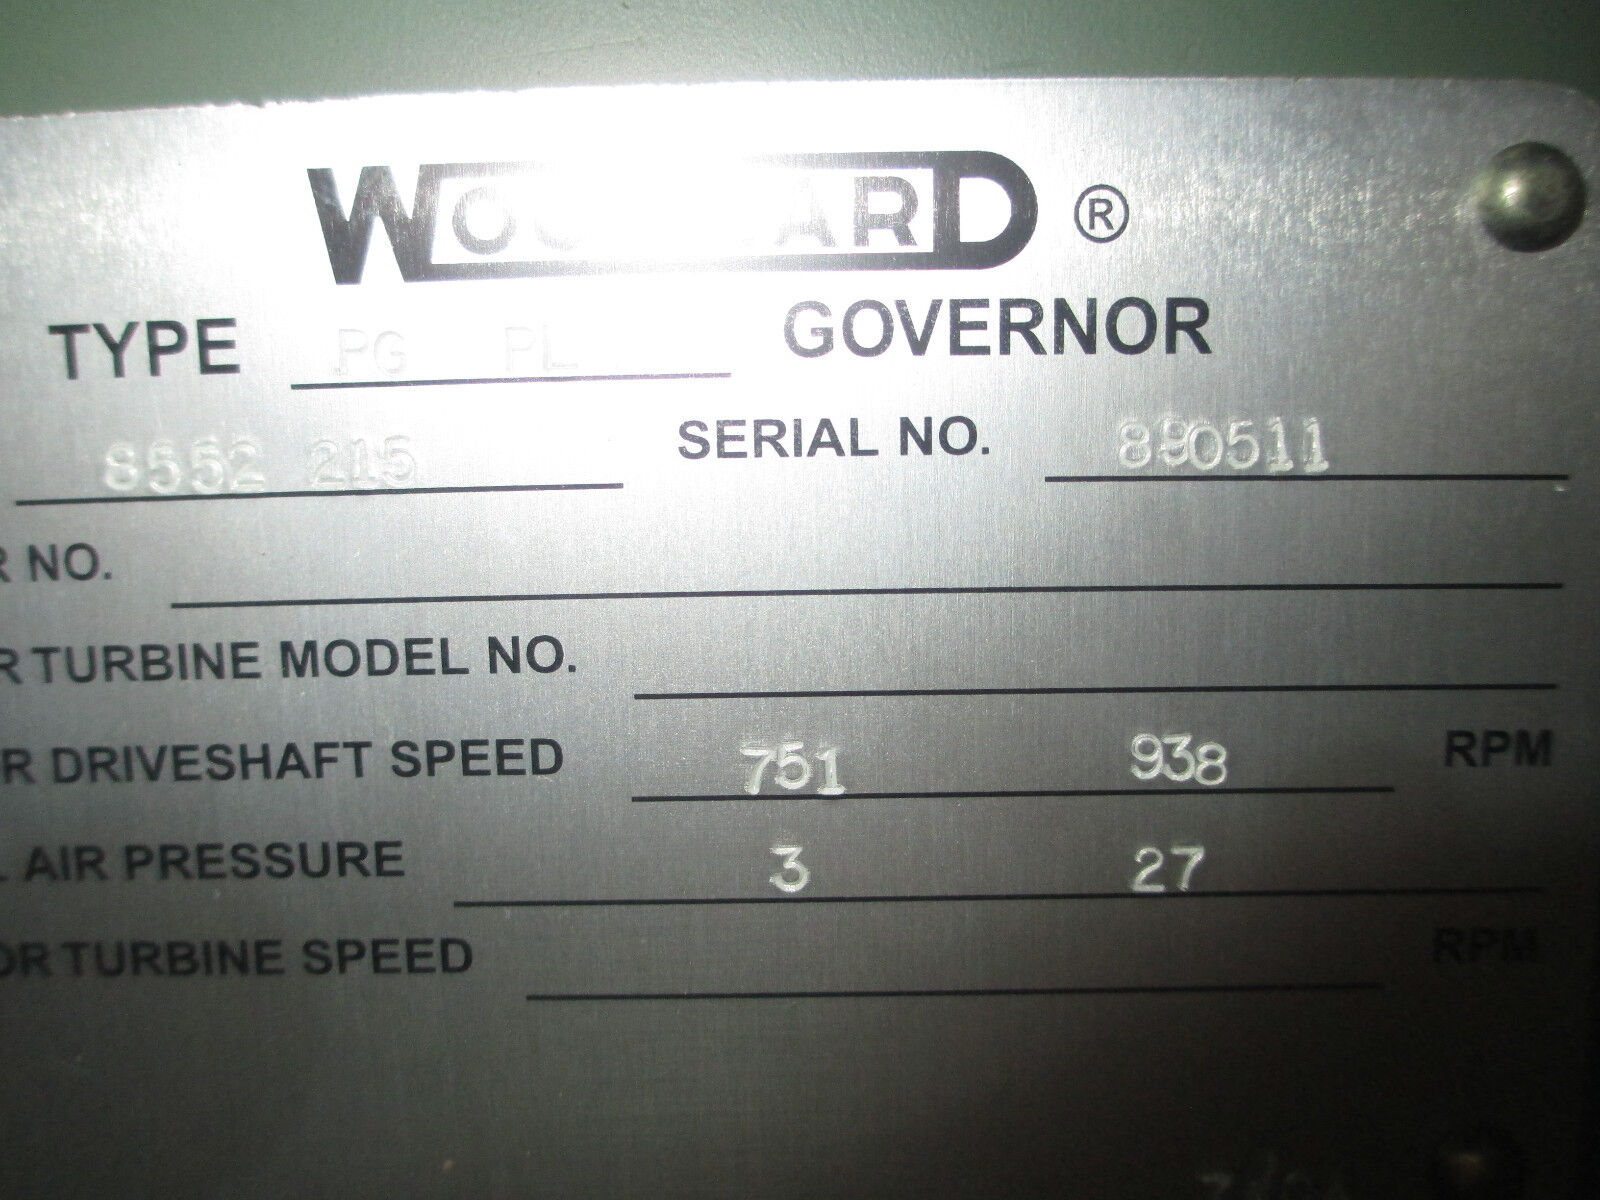 WOODWARD ®
TYPE PG PL GOVERNOR
8552 215 SERIAL NO. 890511
R NO.
R TURBINE MODEL NO.
R DRIVESHAFT SPEED 751 938 RPM
L AIR PRESSURE 3 27
OR TURBINE SPEED RPM